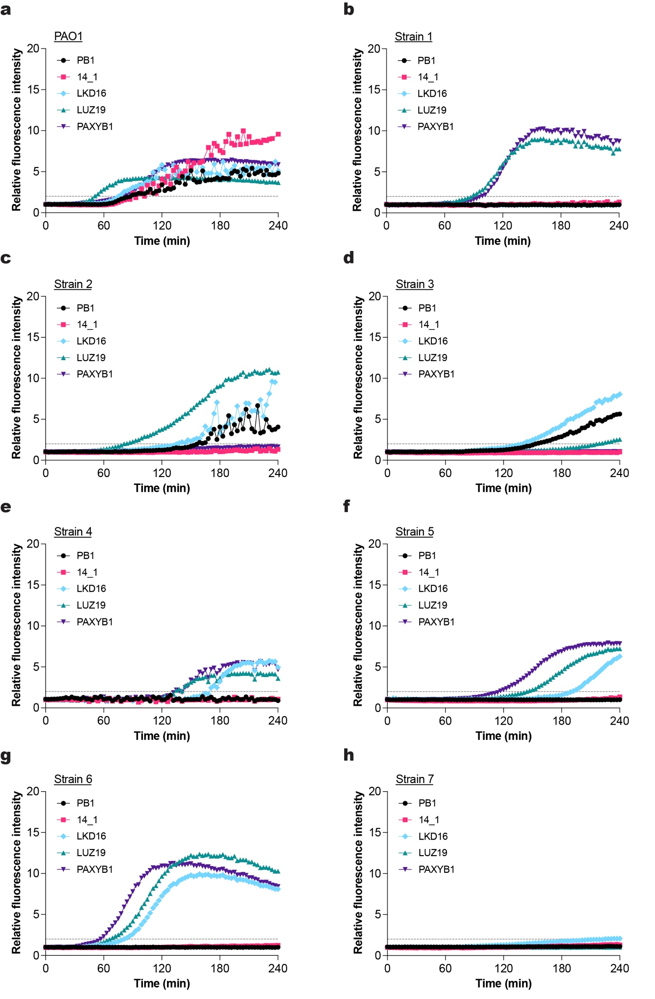 a
PAO1
Relative fluorescence intensity
20
15
10
5
0
PB1
14_1
LKD16
LUZ19
PAXYB1
0 60 120 180 240
Time (min)
b
Strain 1
Relative fluorescence intensity
20
15
10
5
0
PB1
14_1
LKD16
LUZ19
PAXYB1
0 60 120 180 240
Time (min)
c
Strain 2
Relative fluorescence intensity
20
15
10
5
0
PB1
14_1
LKD16
LUZ19
PAXYB1
0 60 120 180 240
Time (min)
d
Strain 3
Relative fluorescence intensity
20
15
10
5
0
PB1
14_1
LKD16
LUZ19
PAXYB1
0 60 120 180 240
Time (min)
e
Strain 4
Relative fluorescence intensity
20
15
10
5
0
PB1
14_1
LKD16
LUZ19
PAXYB1
0 60 120 180 240
Time (min)
f
Strain 5
Relative fluorescence intensity
20
15
10
5
0
PB1
14_1
LKD16
LUZ19
PAXYB1
0 60 120 180 240
Time (min)
g
Strain 6
Relative fluorescence intensity
20
15
10
5
0
PB1
14_1
LKD16
LUZ19
PAXYB1
0 60 120 180 240
Time (min)
h
Strain 7
Relative fluorescence intensity
20
15
10
5
0
PB1
14_1
LKD16
LUZ19
PAXYB1
0 60 120 180 240
Time (min)